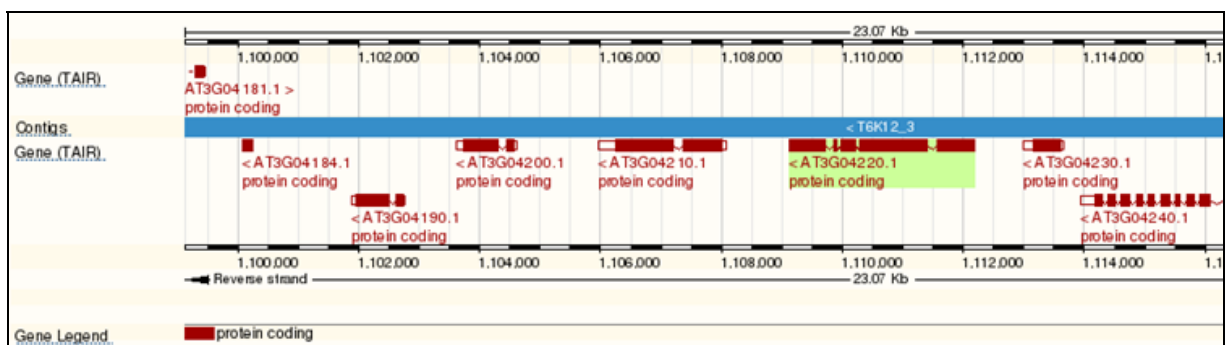 23.07 Kb
1,100,000 1,102,000 1,104,000 1,106,000 1,108,000 1,110,000 1,112,000 1,114,000 1,1
Gene (TAIR)
AT3G04181.1 >
protein coding
Contigs
< T6K12_3
Gene (TAIR)
< AT3G04184.1 < AT3G04200.1 < AT3G04210.1 < AT3G04220.1 < AT3G04230.1
protein coding protein coding protein coding protein coding protein coding
< AT3G04190.1 < AT3G04240.1
protein coding protein coding
1,100,000 1,102,000 1,104,000 1,106,000 1,108,000 1,110,000 1,112,000 1,114,000 1,1
Reverse strand 23.07 Kb
Gene Legend protein coding